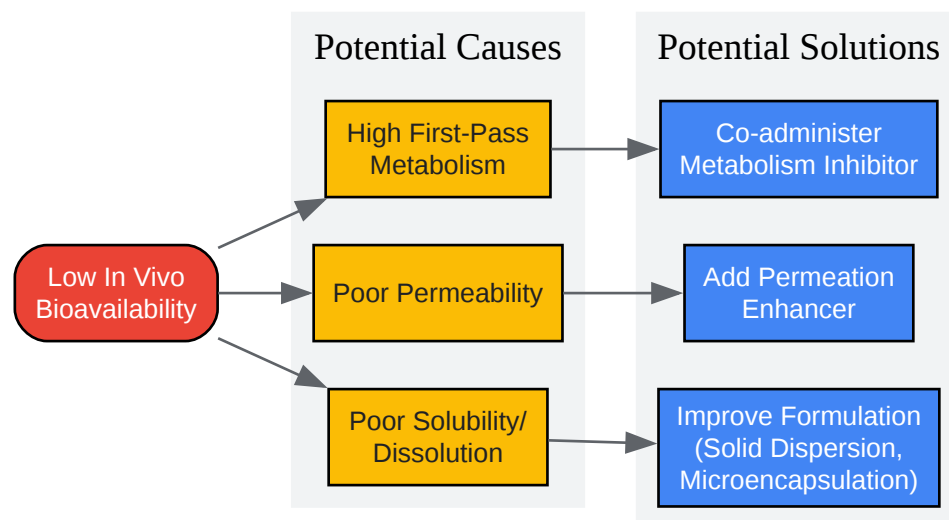 Potential Causes
Potential Solutions
High First-Pass
Metabolism
Co-administer
Metabolism Inhibitor
Low In Vivo
Bioavailability
Poor Permeability
Add Permeation
Enhancer
Poor Solubility/
Dissolution
Improve Formulation
(Solid Dispersion,
Microencapsulation)